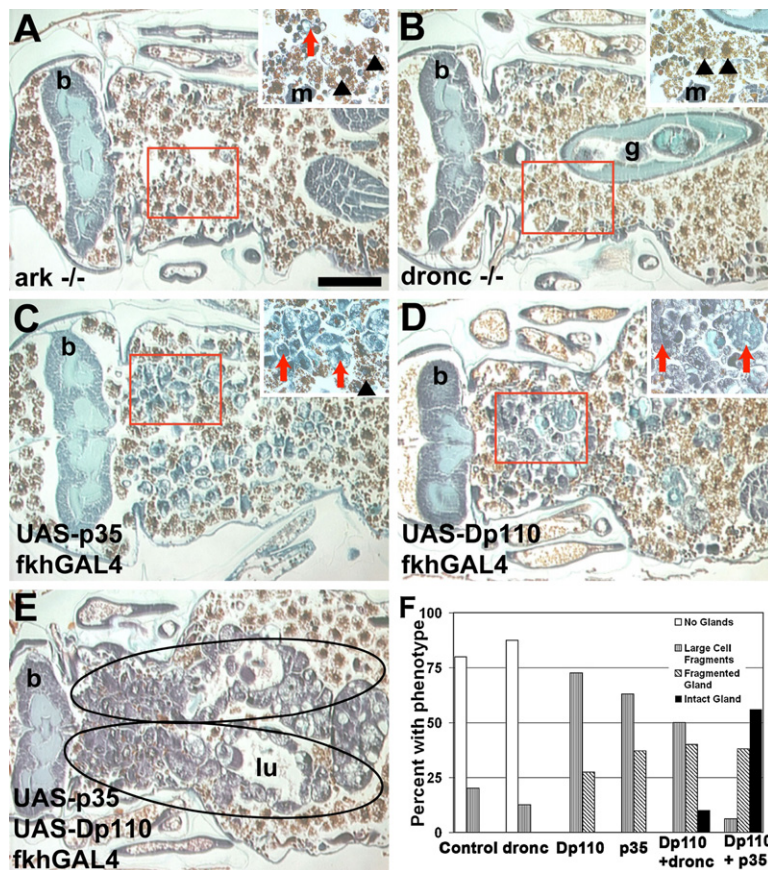 A
b
m
ark -/-
B
b
m
g
dronc -/-
C
b
UAS-p35
fkhGAL4
D
b
UAS-Dp110
fkhGAL4
E
b
lu
UAS-p35
UAS-Dp110
fkhGAL4
F
Percent with phenotype
100
75
50
25
0
No Glands
Large Cell
Fragments
Fragmented
Gland
Intact Gland
Control
dronc
Dp110
p35
Dp110
+dronc
Dp110
+ p35